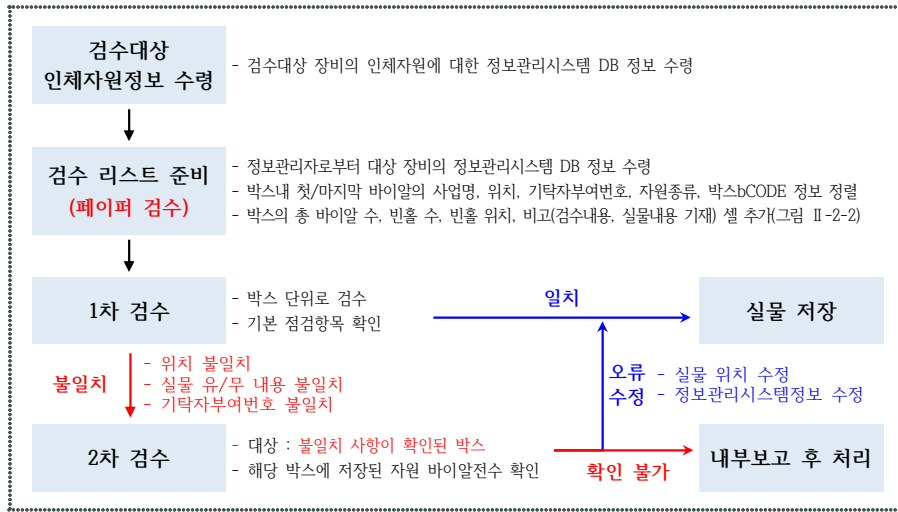 검수대상
인체자원정보 수령
- 검수대상 장비의 인체자원에 대한 정보관리시스템 DB 정보 수령
검수 리스트 준비
(페이퍼 검수)
- 정보관리자로부터 대상 장비의 정보관리시스템 DB 정보 수령
- 박스내 첫/마지막 바이알의 사업명, 위치, 기탁자부여번호, 자원종류, 박스bCODE 정보 정렬
- 박스의 총 바이알 수, 빈홀 수, 빈홀 위치, 비고(검수내용, 실물내용 기재) 셀 추가(그림 Ⅱ-2-2)
1차 검수
- 박스 단위로 검수
- 기본 점검항목 확인
일치
실물 저장
불일치
- 위치 불일치
- 실물 유/무 내용 불일치
- 기탁자부여번호 불일치
오류
수정
- 실물 위치 수정
- 정보관리시스템정보 수정
2차 검수
- 대상 : 불일치 사항이 확인된 박스
- 해당 박스에 저장된 자원 바이알전수 확인
확인 불가
내부보고 후 처리